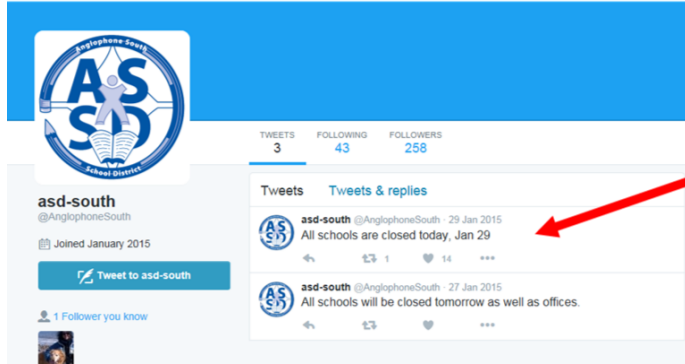 Anglophone South
A S
S D
School District
TWEETS FOLLOWING FOLLOWERS
3 43 258
asd-south
@AnglophoneSouth
Joined January 2015
Tweet to asd-south
1 Follower you know
Tweets Tweets & replies
asd-south @AnglophoneSouth · 29 Jan 2015
All schools are closed today, Jan 29
1 14
asd-south @AnglophoneSouth · 27 Jan 2015
All schools will be closed tomorrow as well as offices.